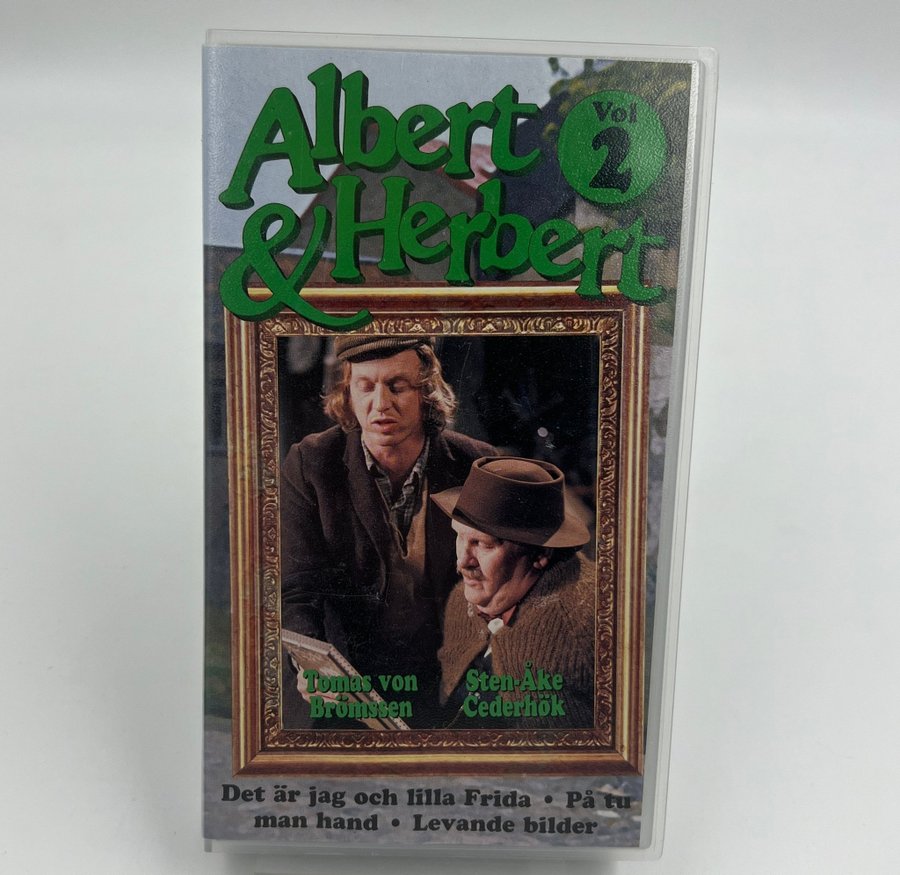 Albert
& Herbert
Vol
2
Tomas von
Brömssen
Sten-Åke
Cederhök
Det är jag och lilla Frida • På tu
man hand • Levande bilder